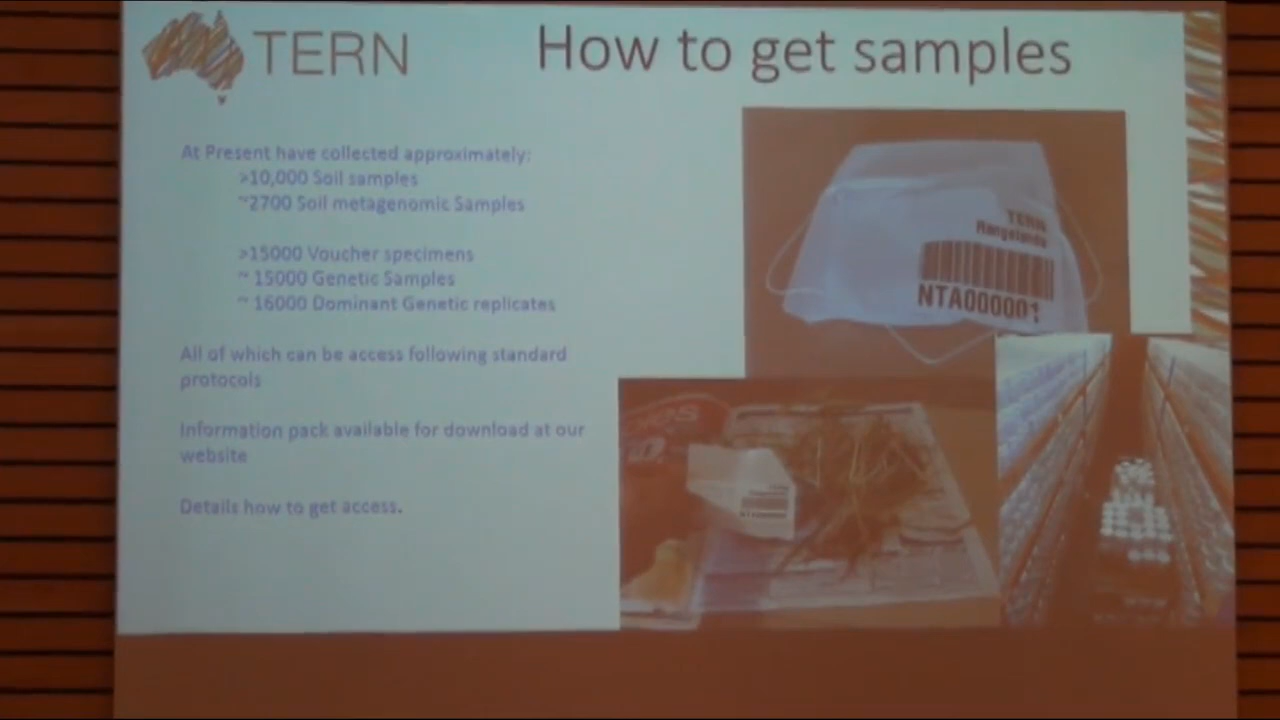 TERN
How to get samples
At Present have collected approximately:
>10,000 Soil samples
~2700 Soil metagenomic Samples
>15000 Voucher specimens
~ 15000 Genetic Samples
~ 16000 Dominant Genetic replicates
All of which can be access following standard
protocols
Information pack available for download at our
website
Details how to get access.
TERN
Rangelands
NTA000001